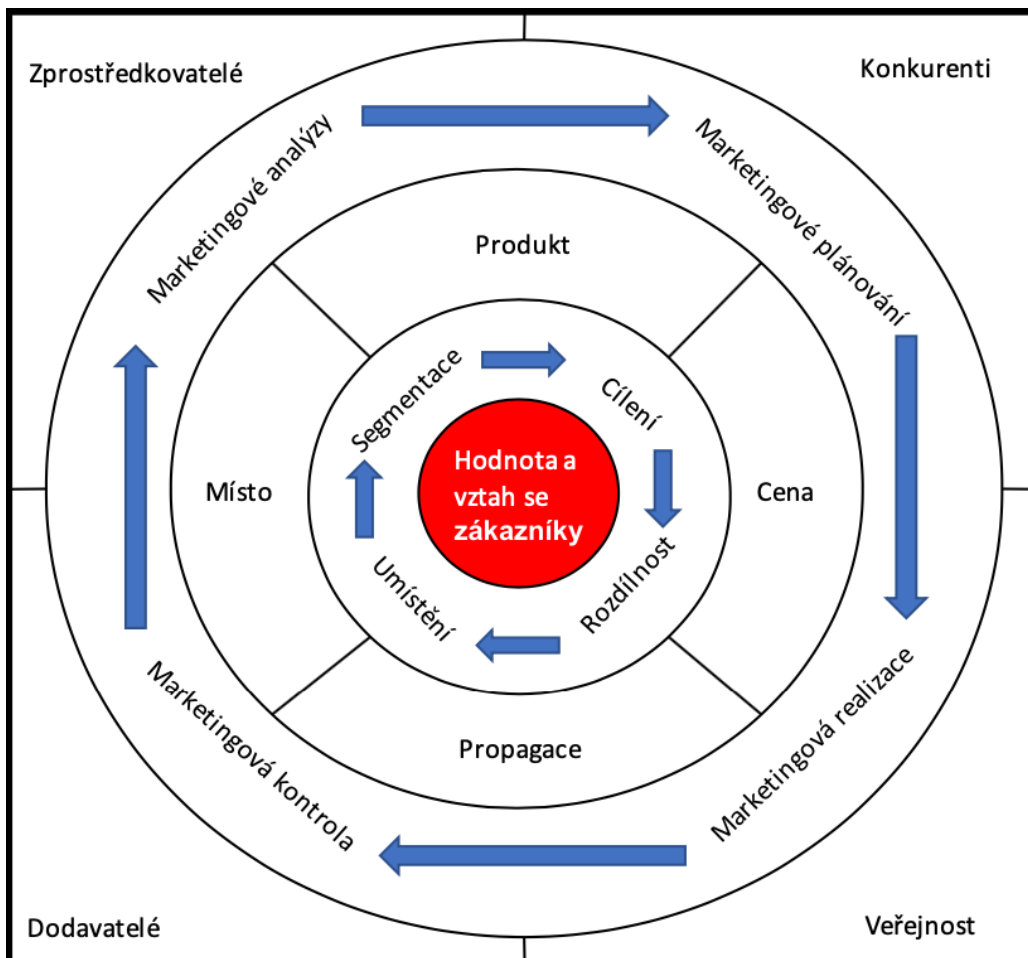 Zprostředkovatelé
Konkurenti
Marketingové analýzy
Marketingové plánování
Produkt
Segmentace
Cílení
Místo
Hodnota a
vztah se
zákazníky
Cena
Umístění
Rozdílnost
Marketingová kontrola
Propagace
Marketingová realizace
Dodavatelé
Veřejnost